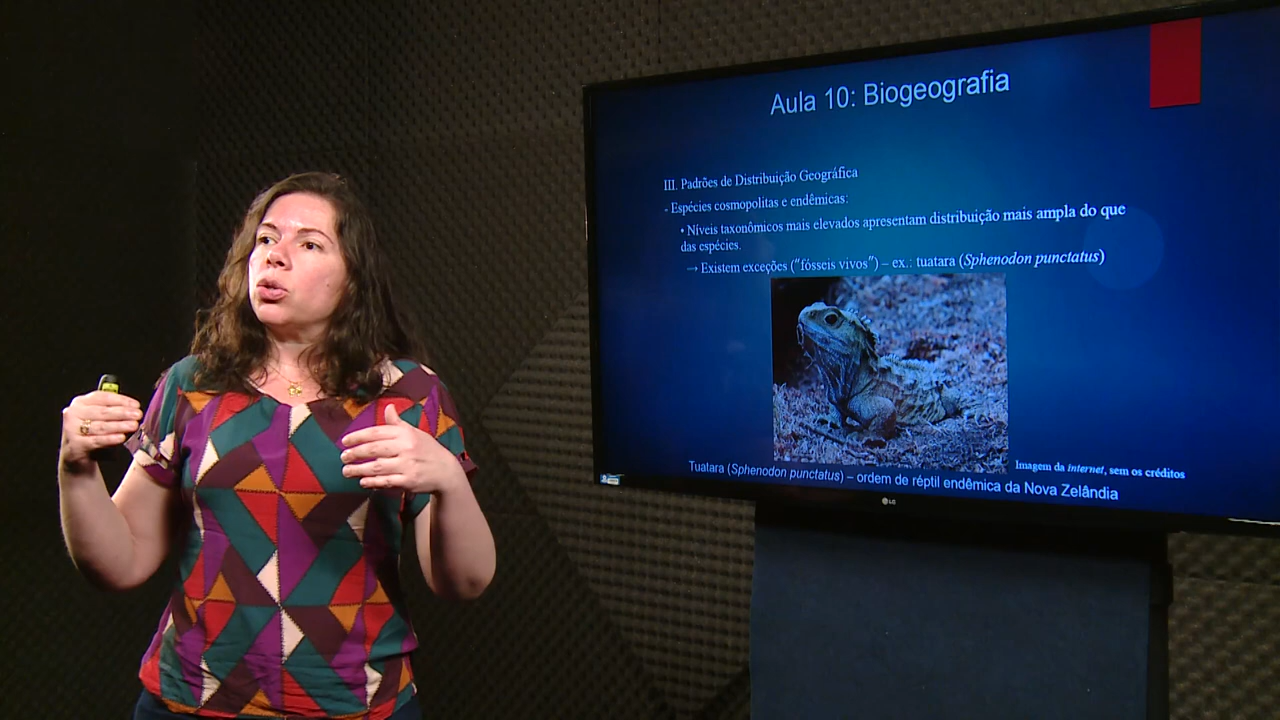 Aula 10: Biogeografia
III. Padrões de Distribuição Geográfica
- Espécies cosmopolitas e endêmicas:
• Níveis taxonômicos mais elevados apresentam distribuição mais ampla do que
das espécies.
→ Existem exceções (“fósseis vivos”) – ex.: tuatara (Sphenodon punctatus)
Imagem da internet, sem os créditos
Tuatara (Sphenodon punctatus) – ordem de réptil endêmica da Nova Zelândia
LG